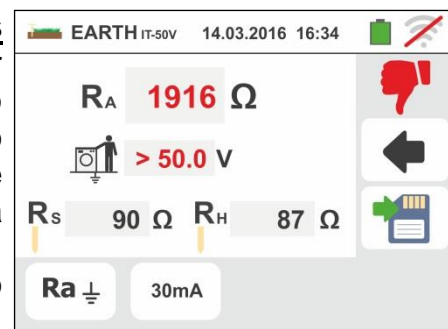 EARTH IT-50V 14.03.2016 16:34
RA 1916 Ω
> 50.0 V
RS 90 Ω RH 87 Ω
Ra 30mA